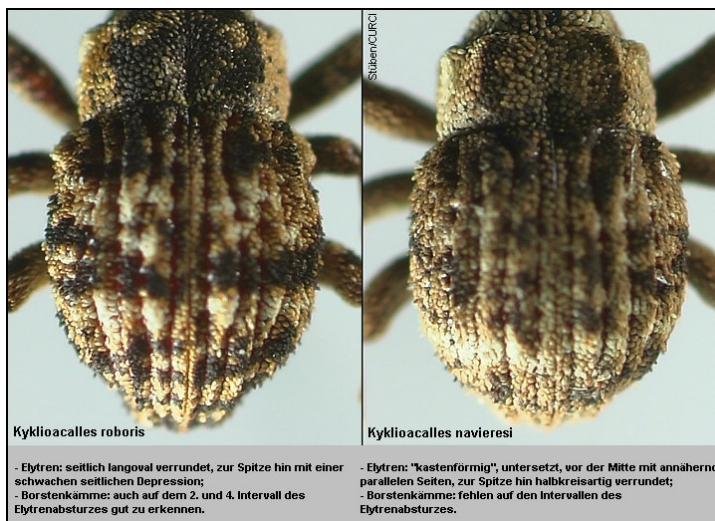 Stüben/CURCI
Kyklioacalles roboris
- Elytren: seitlich langoval verrundet, zur Spitze hin mit einer
schwachen seitlichen Depression;
- Borstenkämme: auch auf dem 2. und 4. Intervall des
Elytrenabsturzes gut zu erkennen.
Kyklioacalles navieresi
- Elytren: "kastenförmig", untersetzt, vor der Mitte mit annähernd
parallelen Seiten, zur Spitze hin halbkreisartig verrundet;
- Borstenkämme: fehlen auf den Intervallen des
Elytrenabsturzes.